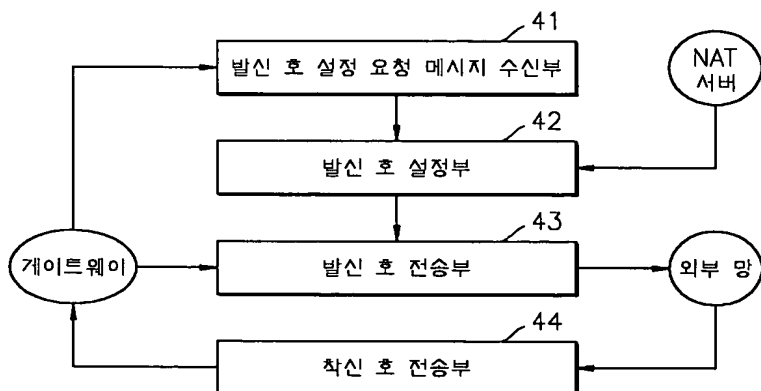 41
발신 호 설정 요청 메시지 수신부
NAT
서버
42
발신 호 설정부
43
게이트웨이
발신 호 전송부
외부 망
44
착신 호 전송부